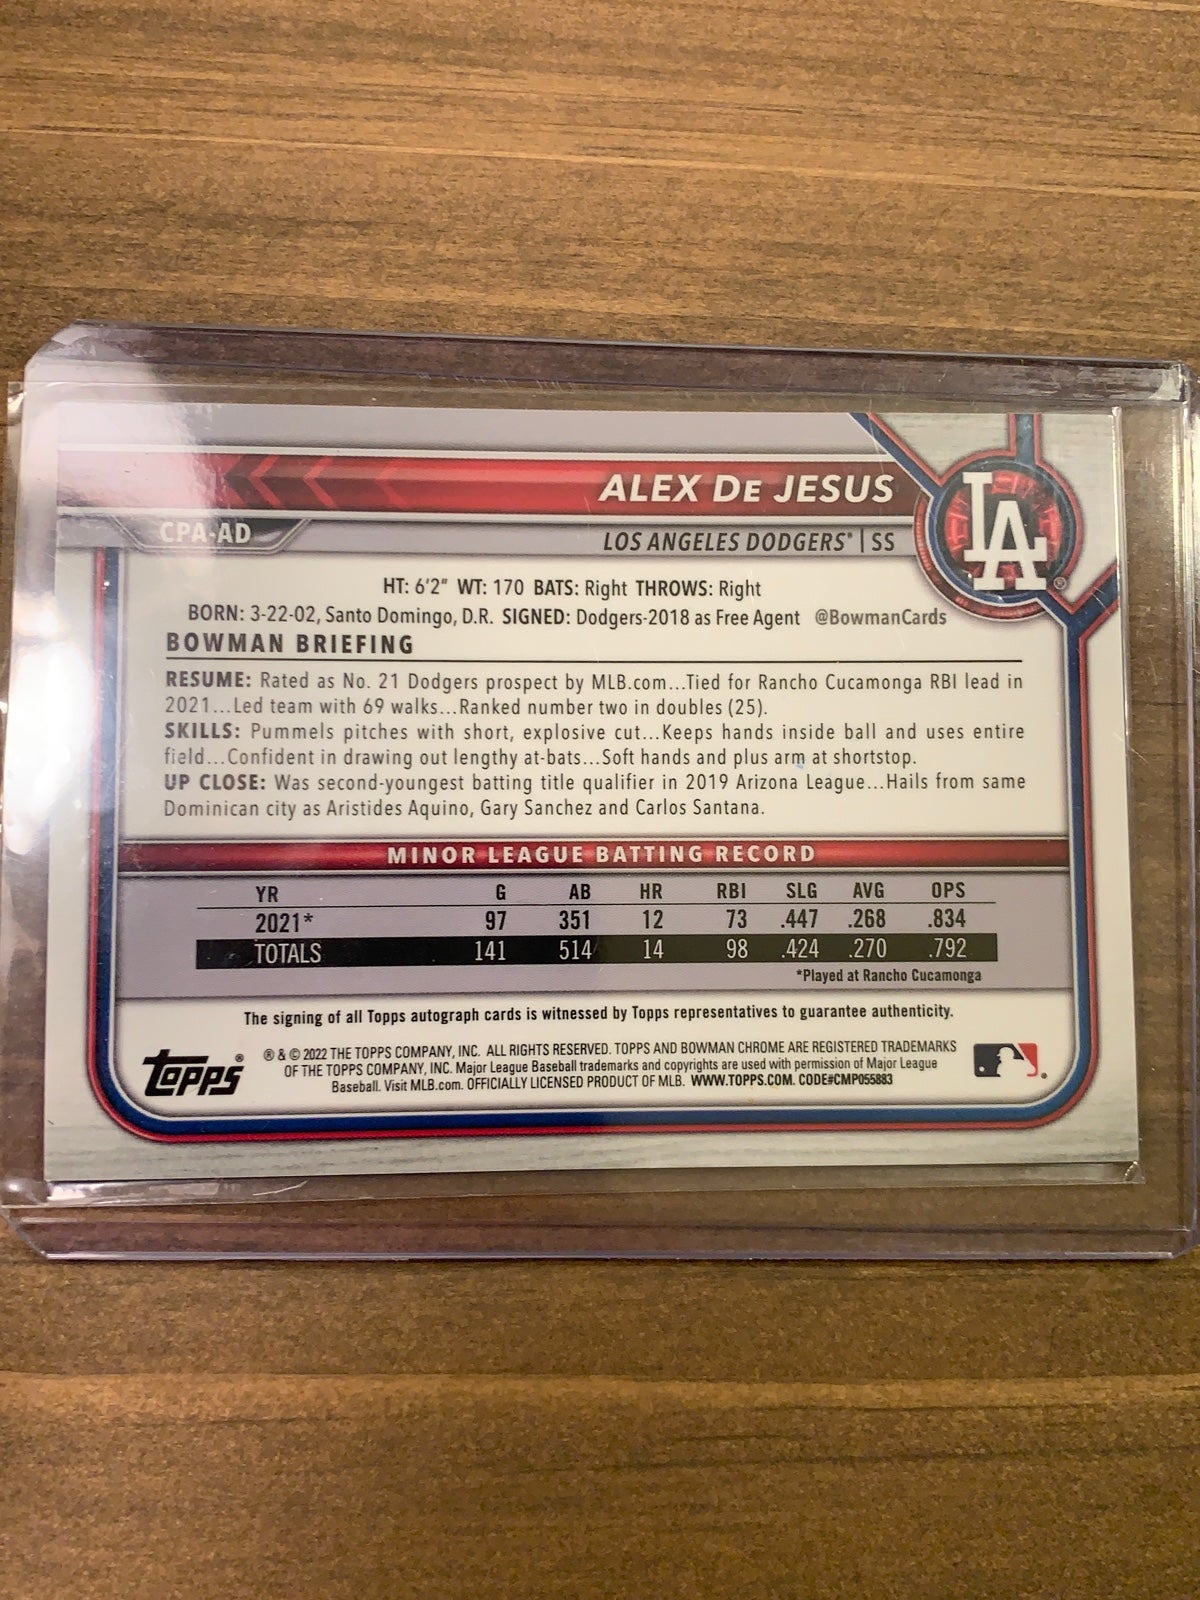 ALEX DE JESUS
CPA-AD
LOS ANGELES DODGERS® | SS
LA ®
HT: 6'2" WT: 170 BATS: Right THROWS: Right
BORN: 3-22-02, Santo Domingo, D.R. SIGNED: Dodgers-2018 as Free Agent @BowmanCards
BOWMAN BRIEFING
RESUME: Rated as No. 21 Dodgers prospect by MLB.com...Tied for Rancho Cucamonga RBI lead in
2021...Led team with 69 walks...Ranked number two in doubles (25).
SKILLS: Pummels pitches with short, explosive cut...Keeps hands inside ball and uses entire
field...Confident in drawing out lengthy at-bats...Soft hands and plus arm at shortstop.
UP CLOSE: Was second-youngest batting title qualifier in 2019 Arizona League...Hails from same
Dominican city as Aristides Aquino, Gary Sanchez and Carlos Santana.
MINOR LEAGUE BATTING RECORD
YR G AB HR RBI SLG AVG OPS
2021* 97 351 12 73 .447 .268 .834
TOTALS 141 514 14 98 .424 .270 .792
*Played at Rancho Cucamonga
The signing of all Topps autograph cards is witnessed by Topps representatives to guarantee authenticity.
TOPPS®
® & © 2022 THE TOPPS COMPANY, INC. ALL RIGHTS RESERVED. TOPPS AND BOWMAN CHROME ARE REGISTERED TRADEMARKS
OF THE TOPPS COMPANY, INC. Major League Baseball trademarks and copyrights are used with permission of Major League
Baseball. Visit MLB.com. OFFICIALLY LICENSED PRODUCT OF MLB. WWW.TOPPS.COM. CODE#CMP055883